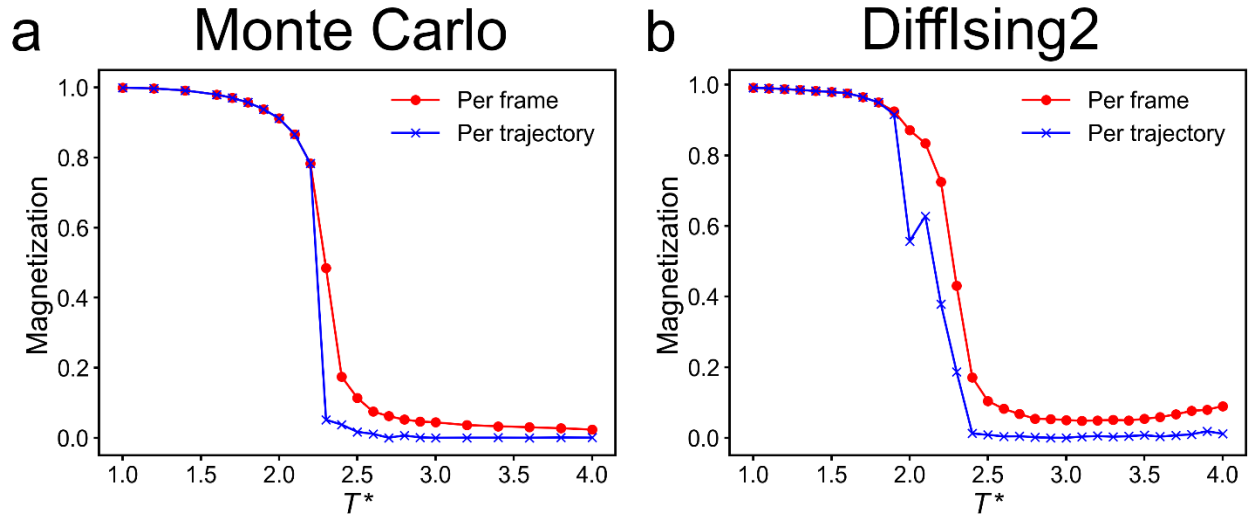 a Monte Carlo
Per frame
Per trajectory
Magnetization
1.0
0.8
0.6
0.4
0.2
0.0
1.0 1.5 2.0 2.5 3.0 3.5 4.0
T*
b DiffIsing2
Per frame
Per trajectory
Magnetization
1.0
0.8
0.6
0.4
0.2
0.0
1.0 1.5 2.0 2.5 3.0 3.5 4.0
T*